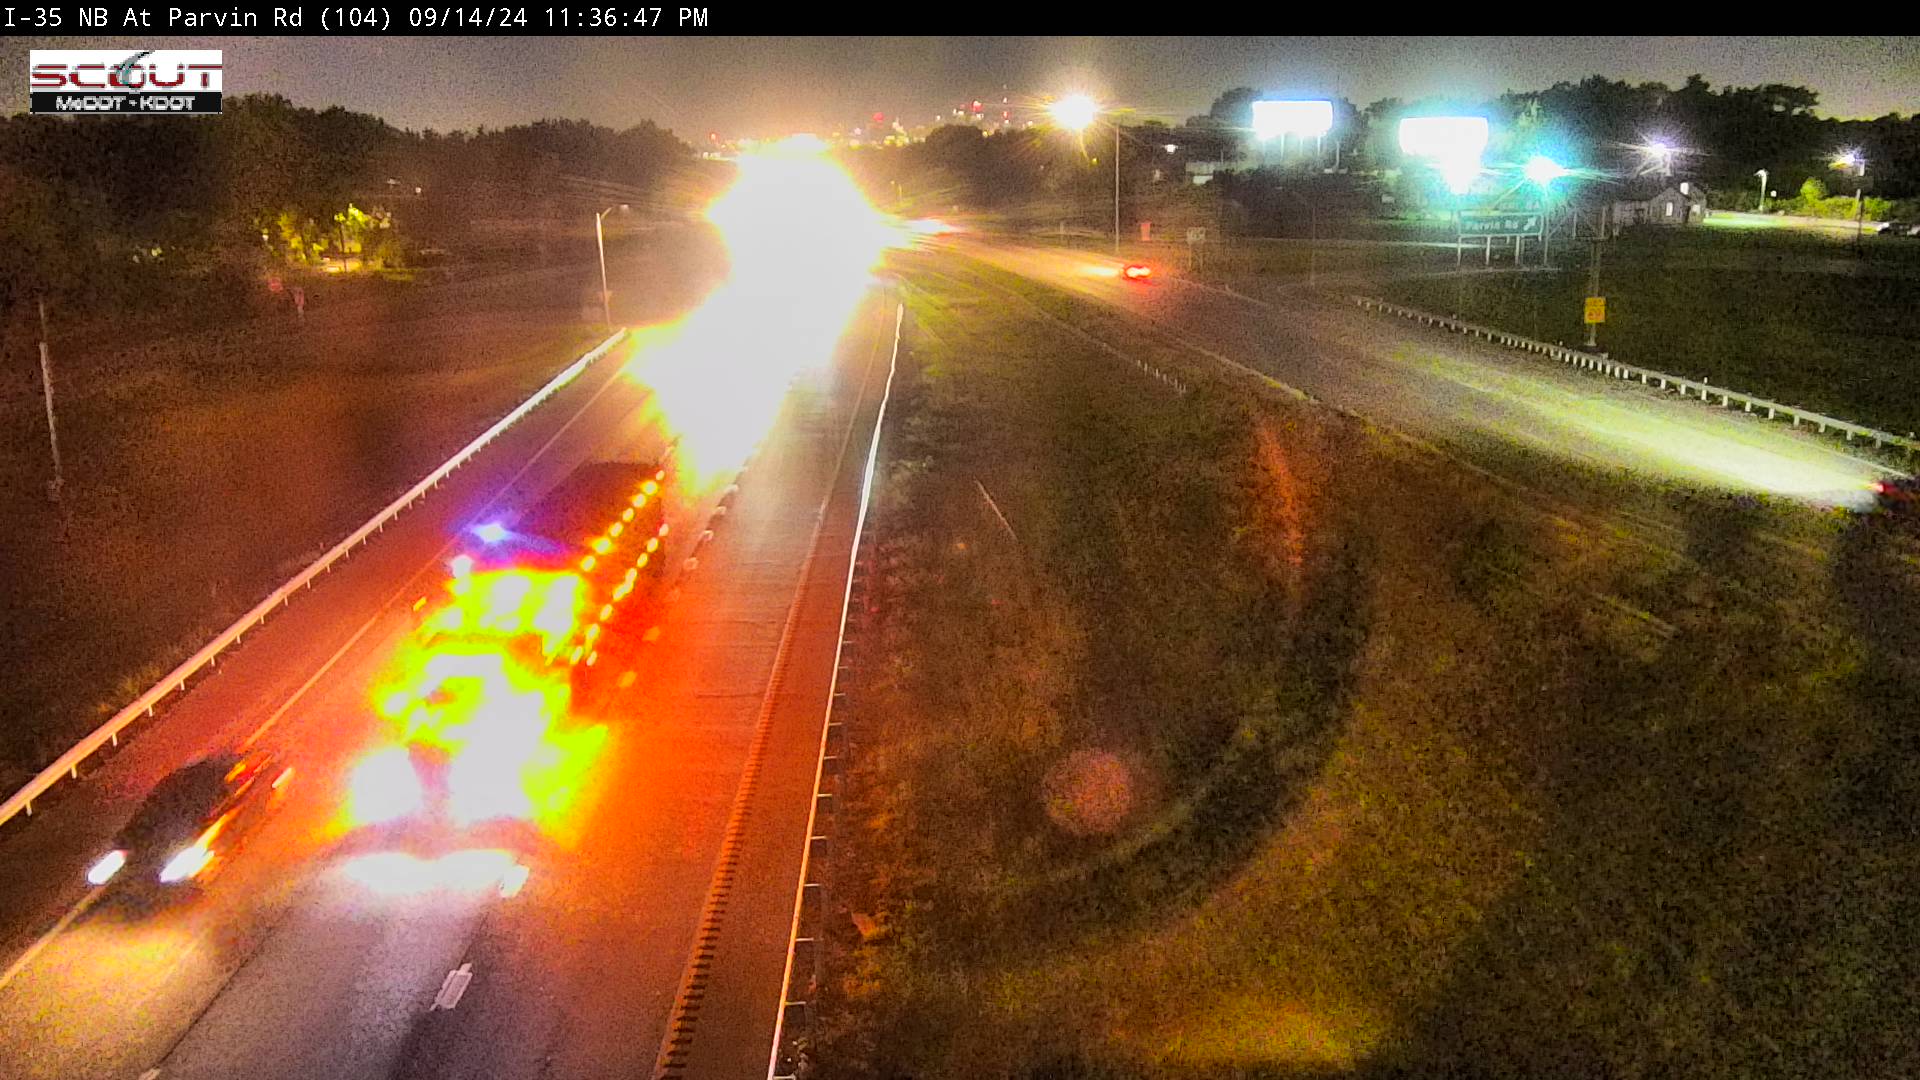 I-35 NB At Parvin Rd (104) 09/14/24 11:36:47 PM
SCOUT
MoDOT - KDOT
Parvin Rd